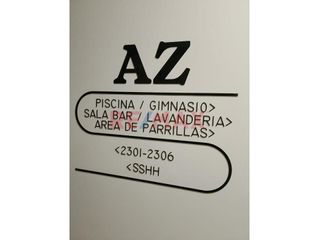 AZ
PISCINA / GIMNASIO>
SALA BAR / LAVANDERIA>
AREA DE PARRILLAS>
<2301-2306
<SSHH